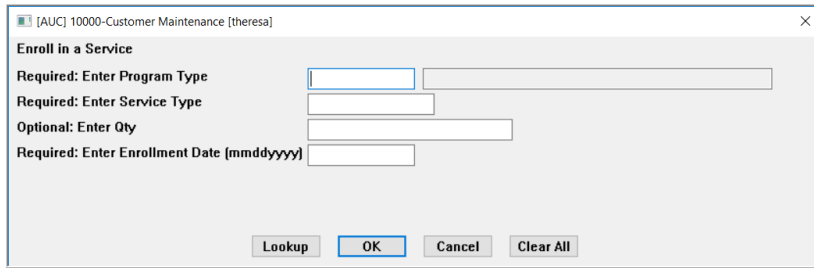 [AUC] 10000-Customer Maintenance [theresa]
Enroll in a Service
Required: Enter Program Type
Required: Enter Service Type
Optional: Enter Qty
Required: Enter Enrollment Date (mmddyyyy)
Lookup OK Cancel Clear All